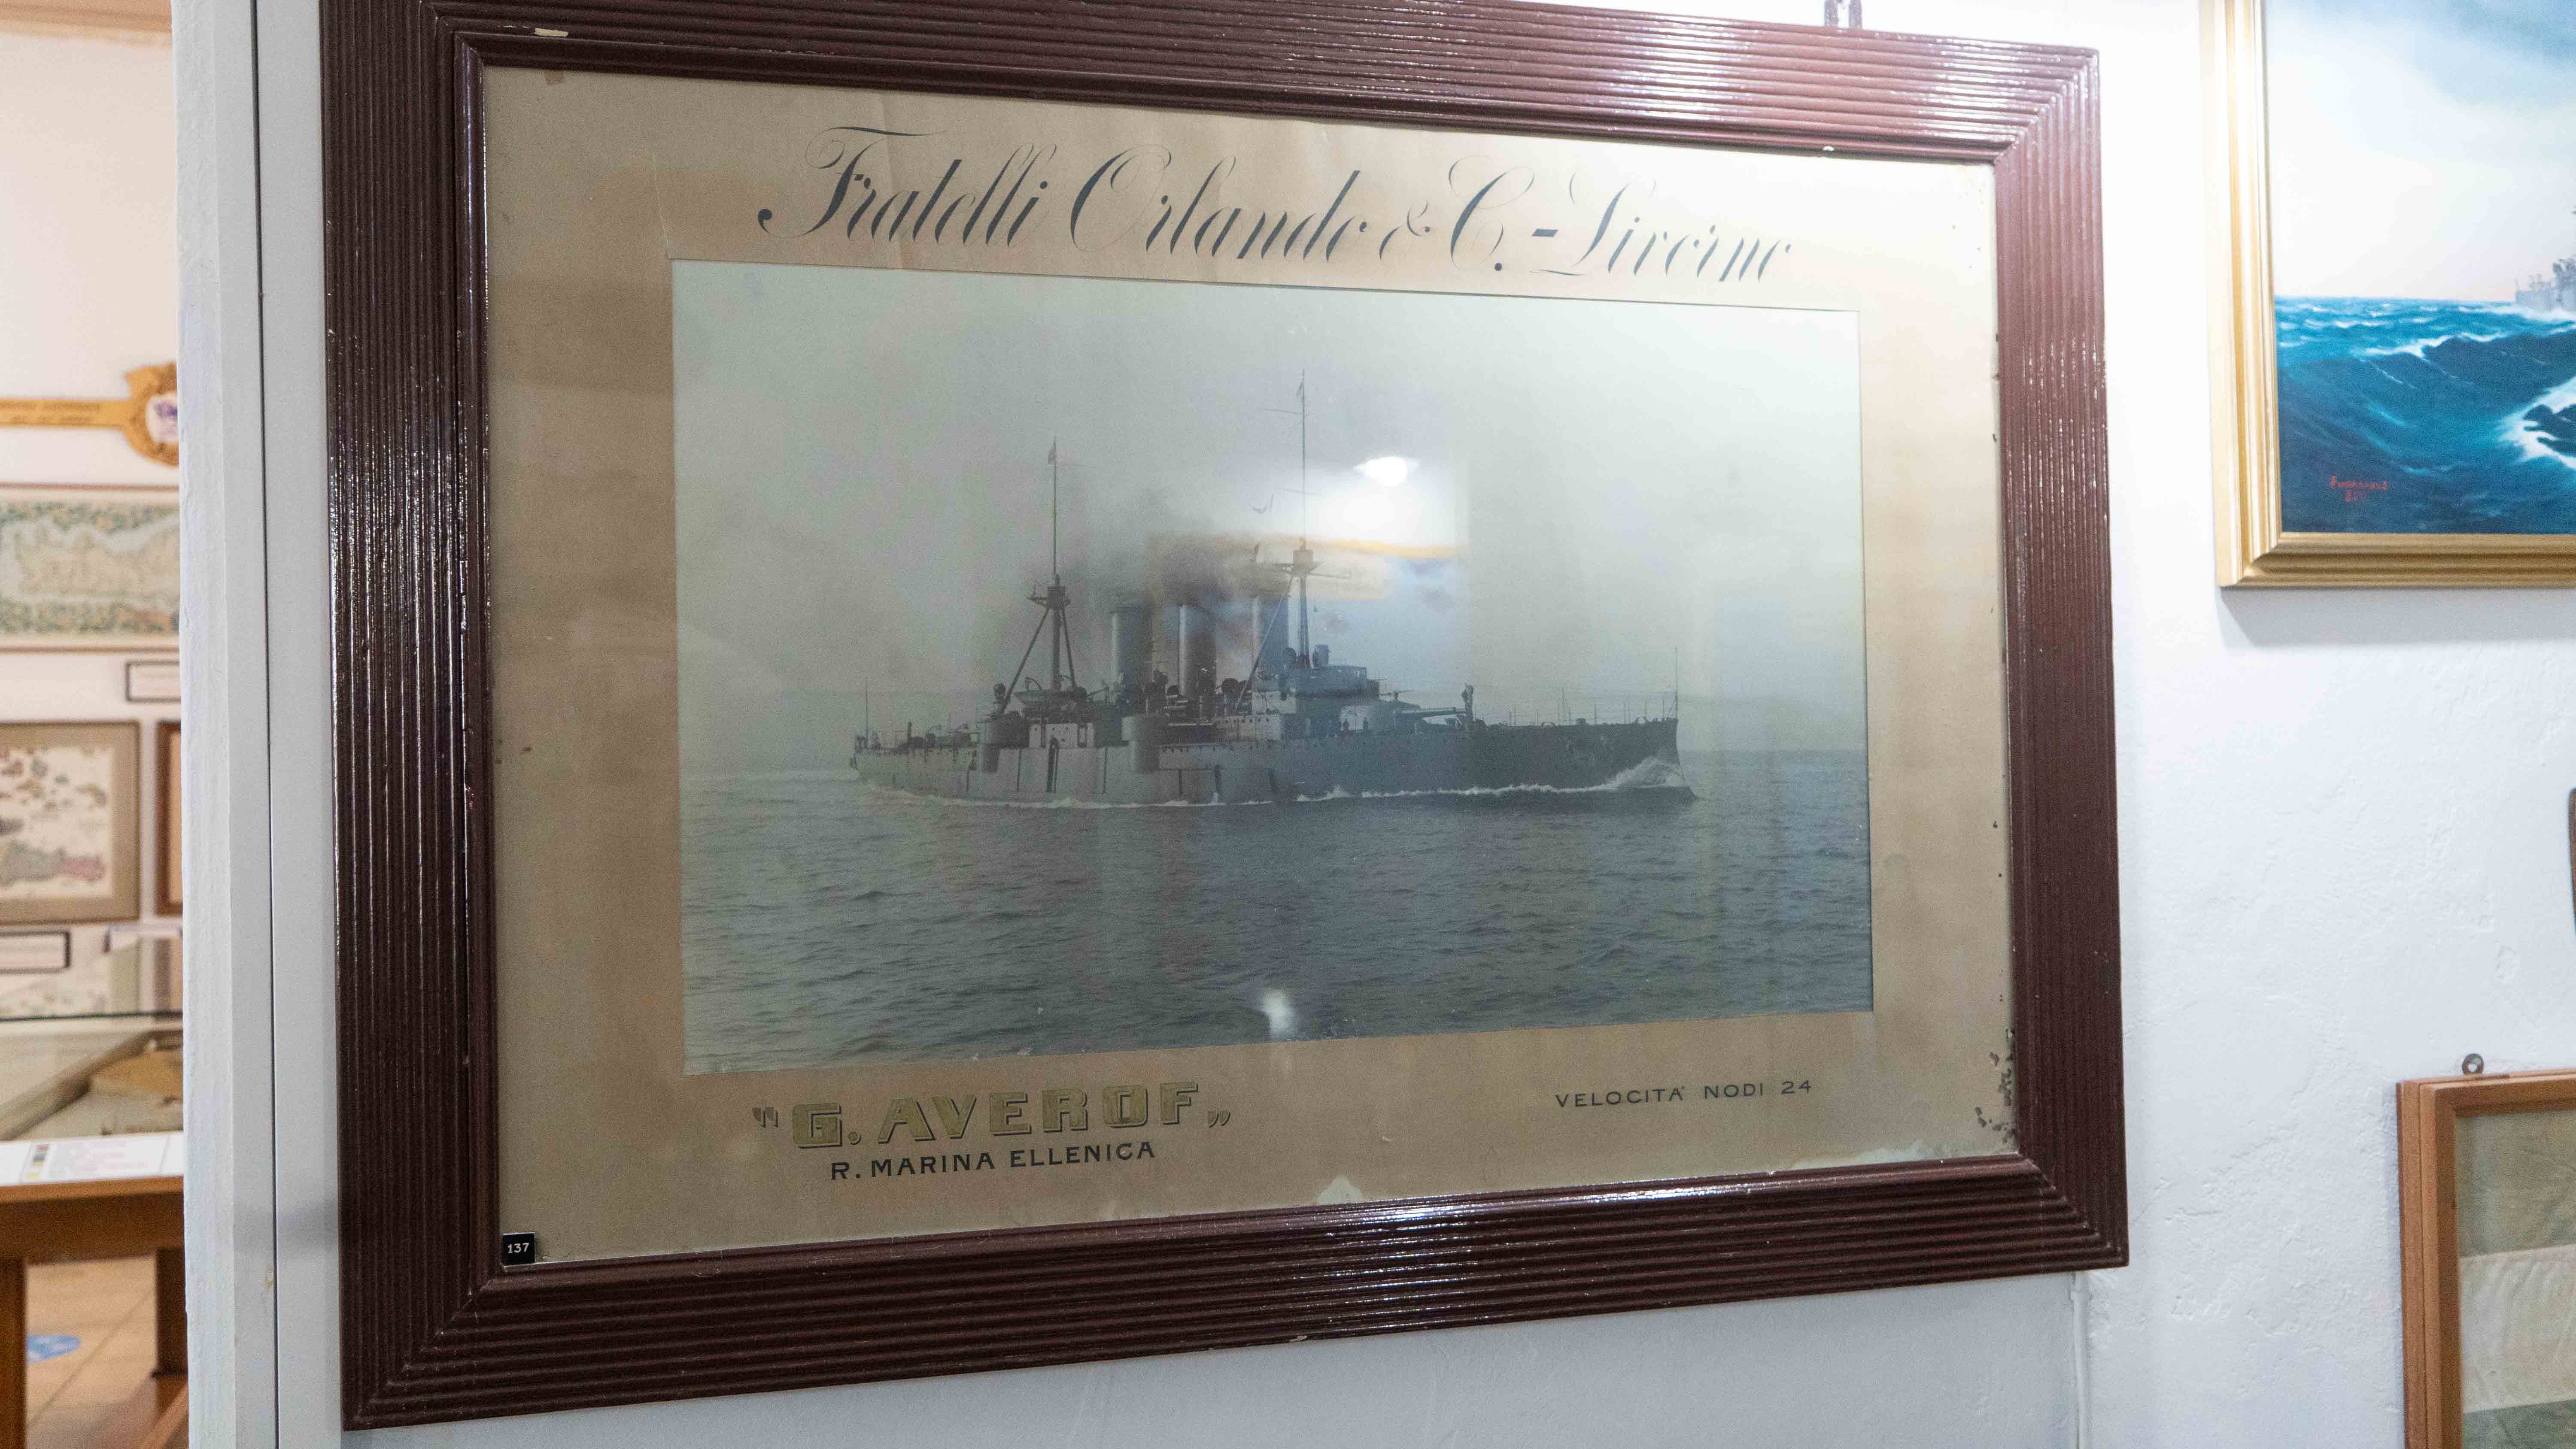 Fratelli Orlando & C. - Livorno
"G. AVEROF„
R. MARINA ELLENICA
VELOCITA' NODI 24
137